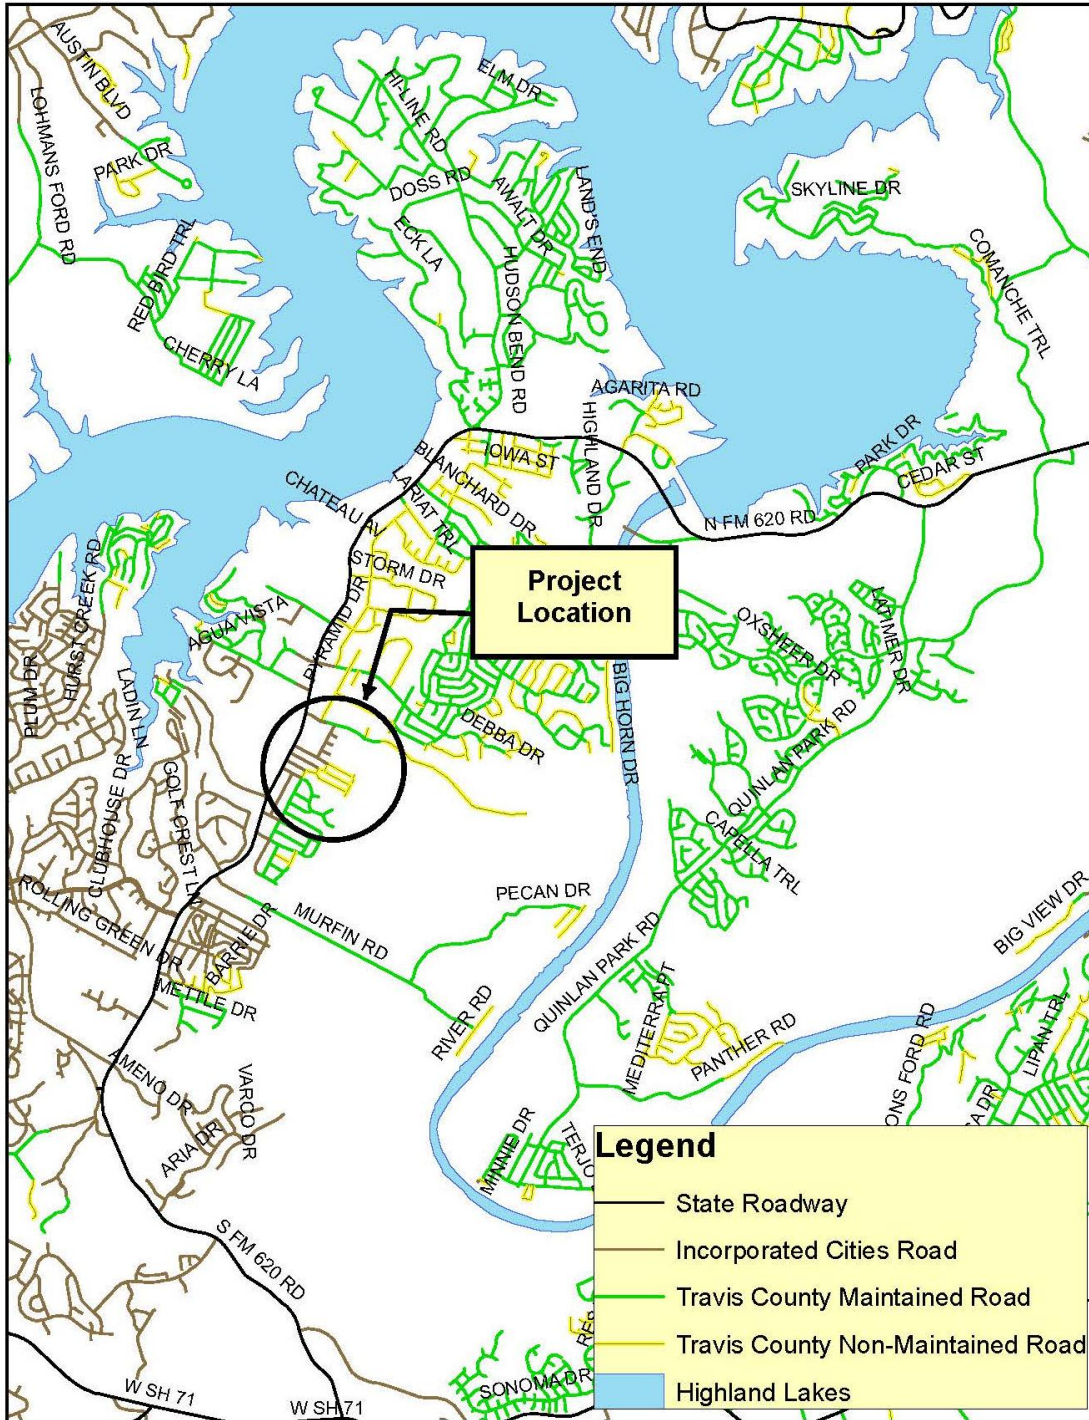 AUSTIN BLVD
LOHMANS FORD RD
PARK DR
RED BIRD TRL
CHERRY LA
HI-LINE RD
ELM DR
DOSS RD
AWALT DR
LAND'S END
ECK LA
HUDSON BEND RD
SKYLINE DR
COMANCHE TRL
AGARITA RD
HIGHLAND DR
IOWA ST
BLANCHARD DR
LARIAT TRL
CHATEAU AV
PARK DR
CEDAR ST
N FM 620 RD
STORM DR
PYRAMID DR
AGUA VISTA
HURST CREEK RD
PLUM DR
LADIN LN
CLUBHOUSE DR
GOLF CREST LN
Project
Location
OXSHEER DR
LATIMER DR
BIG HORN DR
DEBBA DR
QUINLAN PARK RD
CAPELLA TRL
ROLLING GREEN DR
BARRIE DR
METTLE DR
MURFIN RD
PECAN DR
RIVER RD
QUINLAN PARK RD
MEDITERRA PT
PANTHER RD
BIG VIEW DR
ONS FORD RD
LIPAN TRL
CA DR
AMENO DR
VARCO DR
ARIA DR
MINNIE DR
TERJO
S FM 620 RD
W SH 71
W SH 71
SONOMA DR
Legend
State Roadway
Incorporated Cities Road
Travis County Maintained Road
Travis County Non-Maintained Road
Highland Lakes